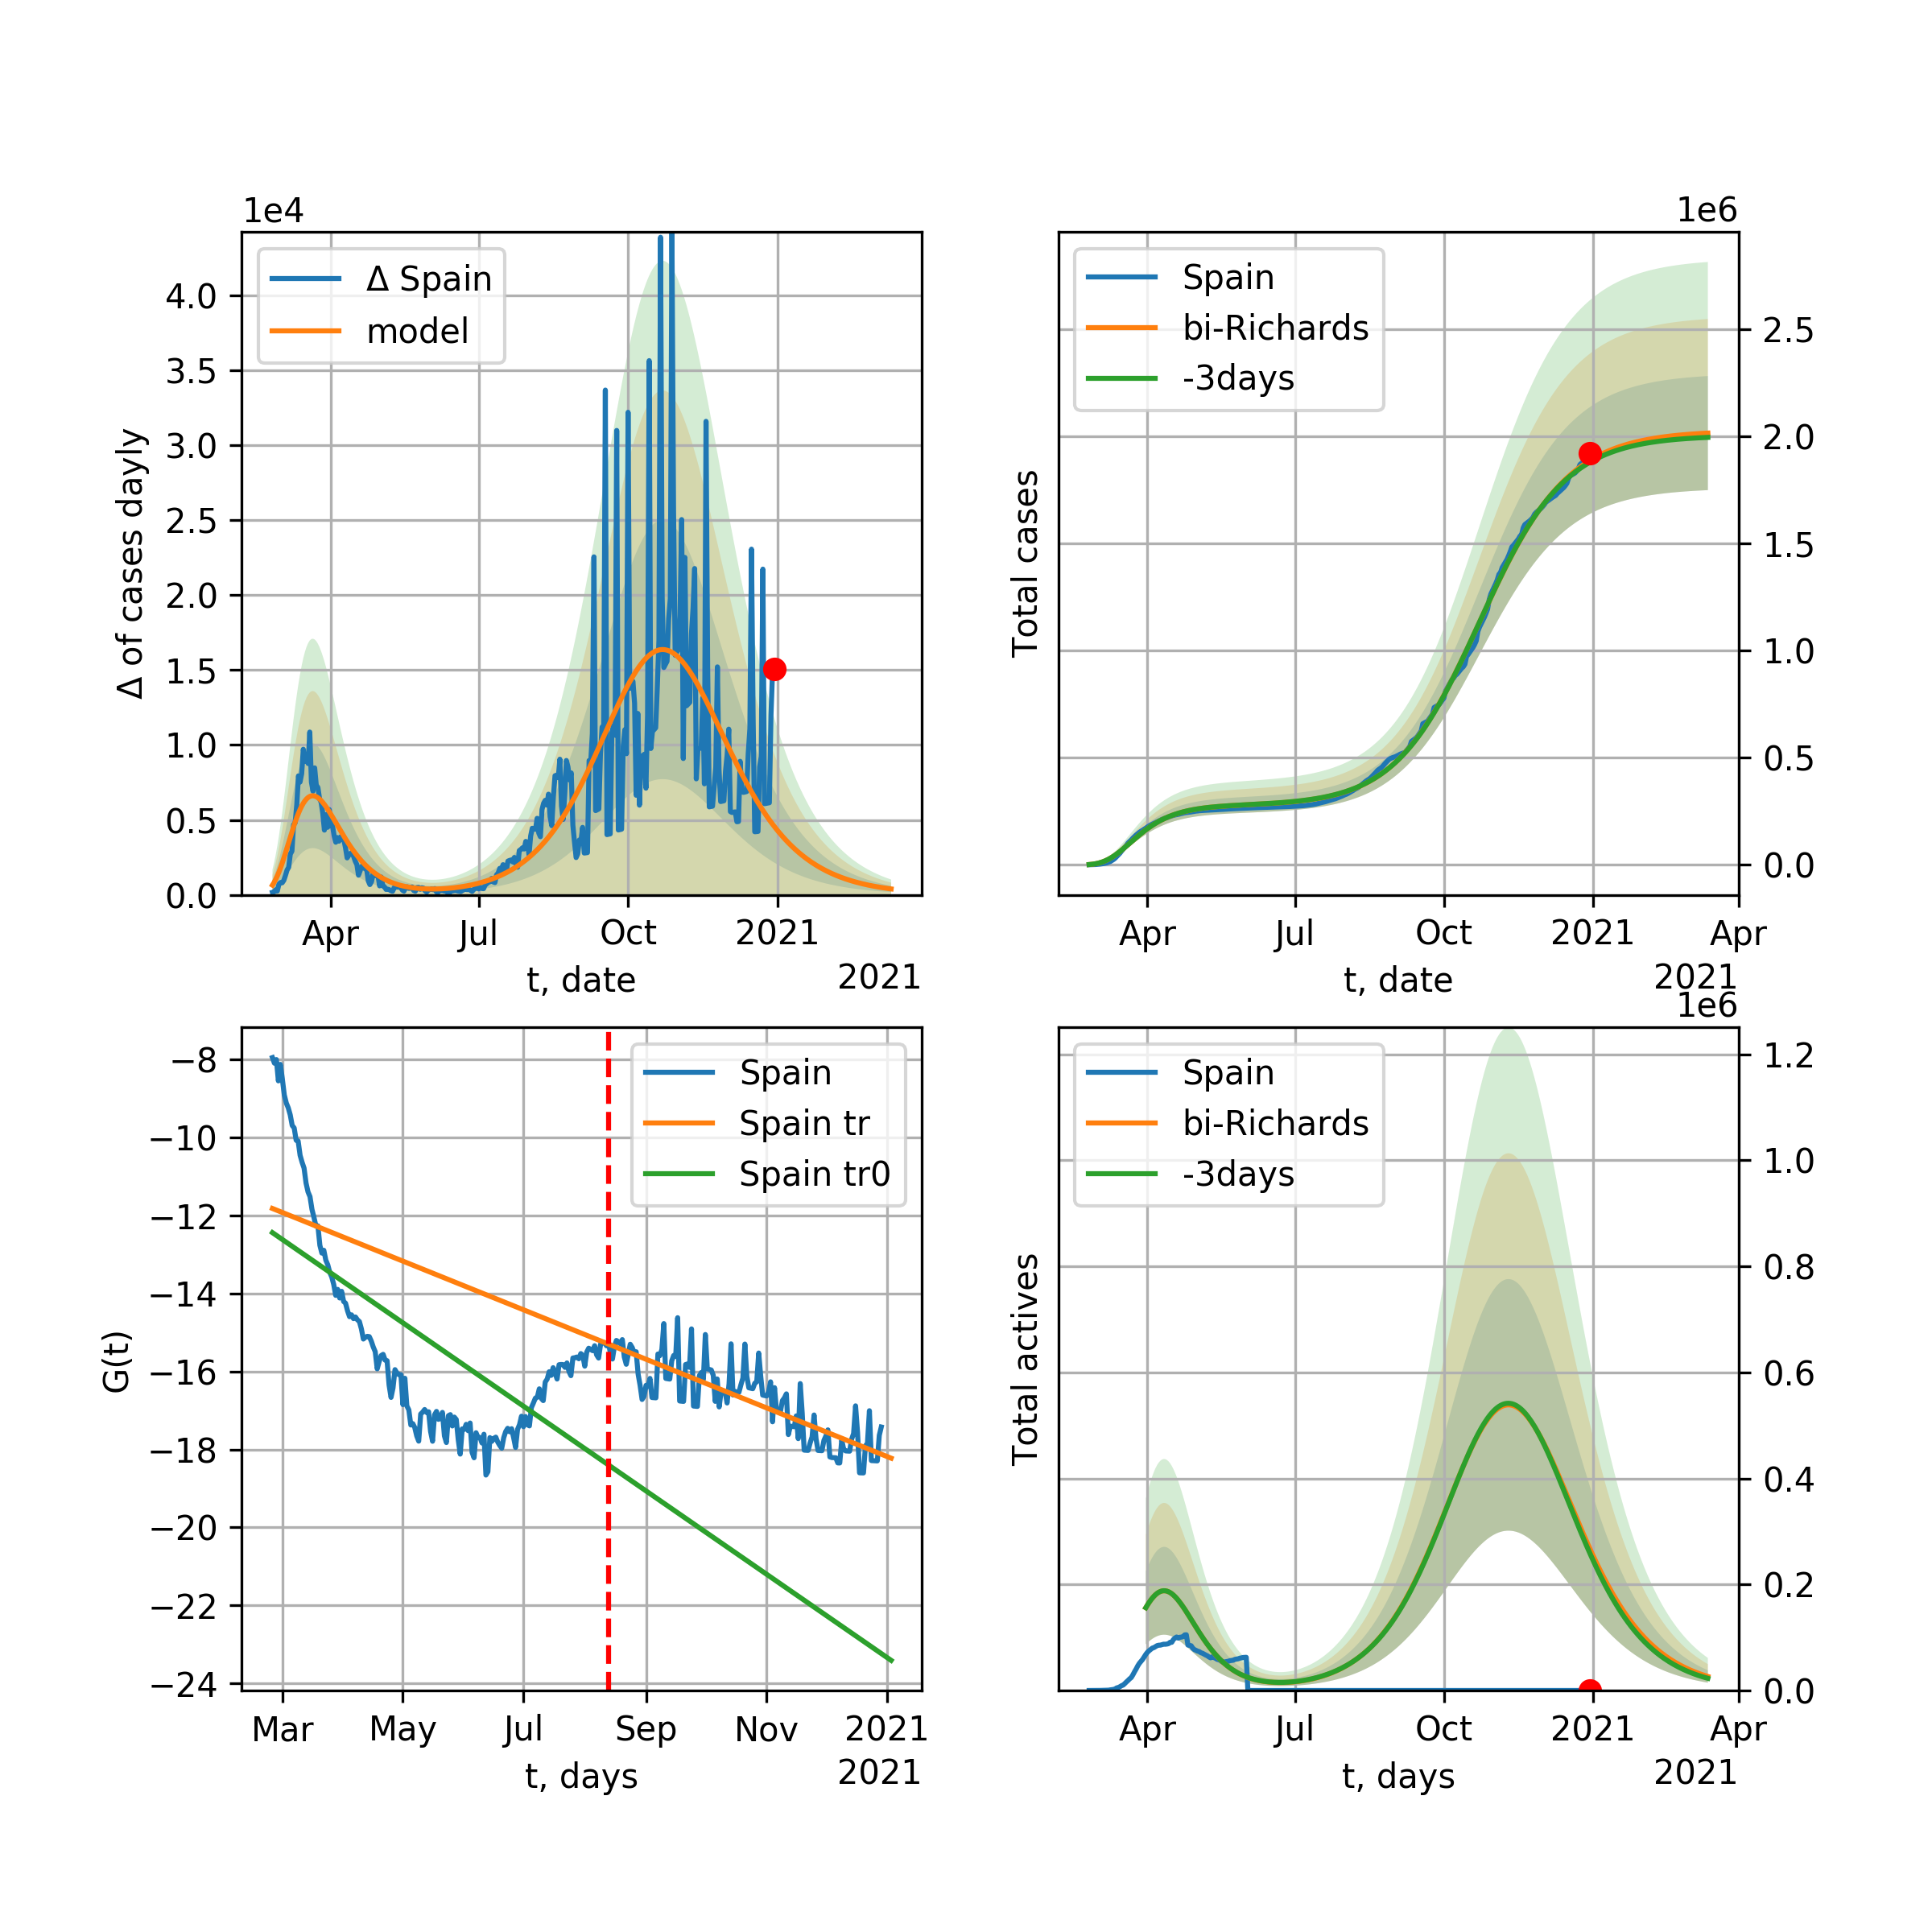 1e4
Δ Spain
model
4.0
3.5
3.0
2.5
2.0
1.5
1.0
0.5
0.0
Δ of cases dayly
Apr Jul Oct 2021
t, date
2021
1e6
Spain
bi-Richards
-3days
2.5
2.0
1.5
1.0
0.5
0.0
Total cases
Apr Jul Oct 2021 Apr
t, date
2021
Spain
Spain tr
Spain tr0
−8
−10
−12
−14
−16
−18
−20
−22
−24
G(t)
Mar May Jul Sep Nov 2021
t, days
2021
1e6
Spain
bi-Richards
-3days
1.2
1.0
0.8
0.6
0.4
0.2
0.0
Total actives
Apr Jul Oct 2021 Apr
t, days
2021